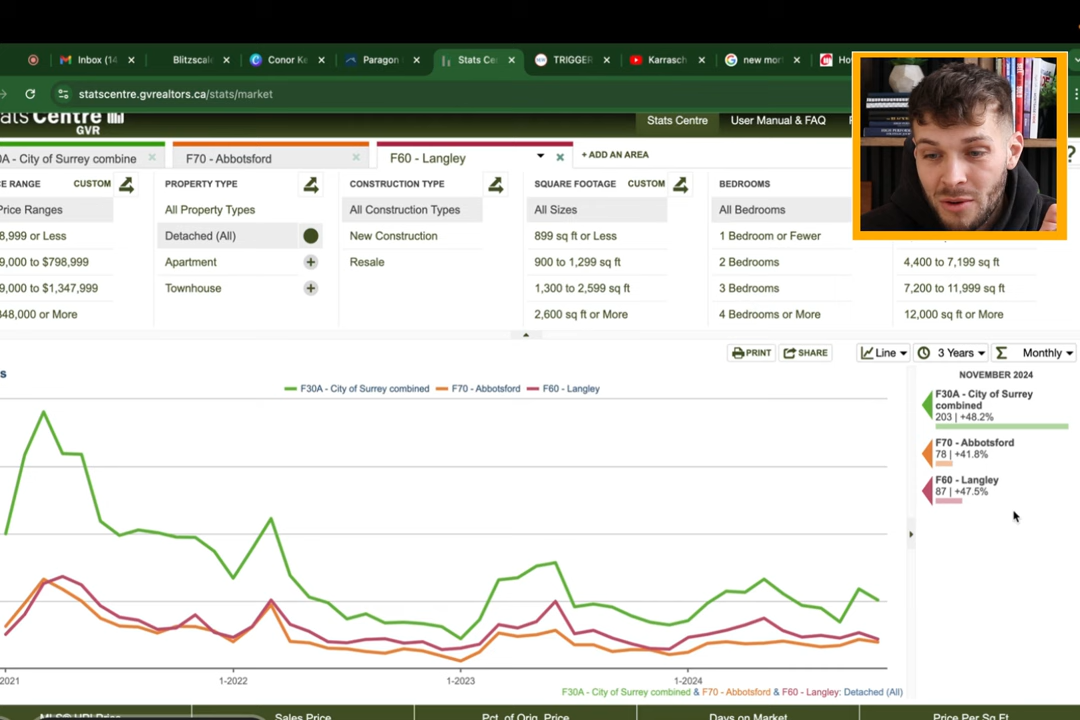 Inbox (14
Blitzscale
Conor Ke
Paragon
Stats Ce
TRIGGER
Karrasch
new mor
Ho
statscentre.gvrealtors.ca/stats/market
ats Centre
GVR
Stats Centre
User Manual & FAQ
?
0A - City of Surrey combine
F70 - Abbotsford
F60 - Langley
+ ADD AN AREA
CE RANGE
CUSTOM
PROPERTY TYPE
CONSTRUCTION TYPE
SQUARE FOOTAGE
CUSTOM
BEDROOMS
Price Ranges
All Property Types
All Construction Types
All Sizes
All Bedrooms
8,999 or Less
Detached (All)
New Construction
899 sq ft or Less
1 Bedroom or Fewer
9,000 to $798,999
Apartment
Resale
900 to 1,299 sq ft
2 Bedrooms
4,400 to 7,199 sq ft
9,000 to $1,347,999
Townhouse
1,300 to 2,599 sq ft
3 Bedrooms
7,200 to 11,999 sq ft
348,000 or More
2,600 sq ft or More
4 Bedrooms or More
12,000 sq ft or More
PRINT
SHARE
Line
3 Years
Monthly
s
F30A - City of Surrey combined
F70 - Abbotsford
F60 - Langley
NOVEMBER 2024
F30A - City of Surrey
combined
203 | +48.2%
F70 - Abbotsford
78 | +41.8%
F60 - Langley
87 | +47.5%
2021
1-2022
1-2023
1-2024
F30A - City of Surrey combined & F70 - Abbotsford & F60 - Langley: Detached (All)
MLS® HPI Price
Sales Price
Pct. of Orig. Price
Days on Market
Price Per Sq Ft